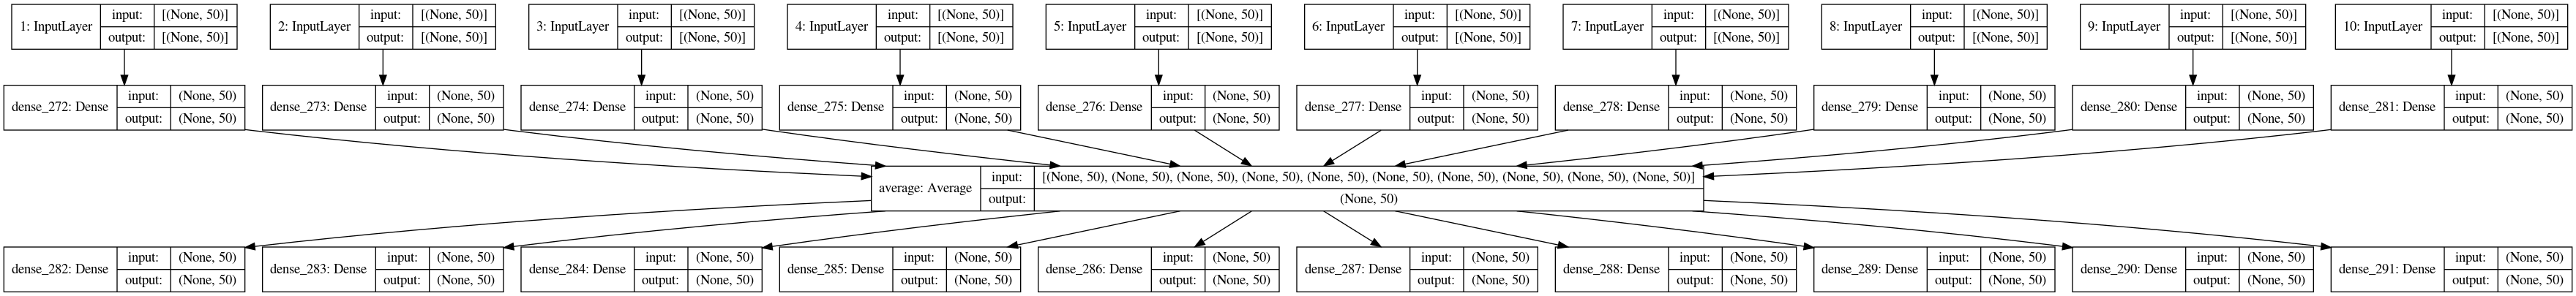 1: InputLayer input: [(None, 50)] output: [(None, 50)]
2: InputLayer input: [(None, 50)] output: [(None, 50)]
3: InputLayer input: [(None, 50)] output: [(None, 50)]
4: InputLayer input: [(None, 50)] output: [(None, 50)]
5: InputLayer input: [(None, 50)] output: [(None, 50)]
6: InputLayer input: [(None, 50)] output: [(None, 50)]
7: InputLayer input: [(None, 50)] output: [(None, 50)]
8: InputLayer input: [(None, 50)] output: [(None, 50)]
9: InputLayer input: [(None, 50)] output: [(None, 50)]
10: InputLayer input: [(None, 50)] output: [(None, 50)]
dense_272: Dense input: (None, 50) output: (None, 50)
dense_273: Dense input: (None, 50) output: (None, 50)
dense_274: Dense input: (None, 50) output: (None, 50)
dense_275: Dense input: (None, 50) output: (None, 50)
dense_276: Dense input: (None, 50) output: (None, 50)
dense_277: Dense input: (None, 50) output: (None, 50)
dense_278: Dense input: (None, 50) output: (None, 50)
dense_279: Dense input: (None, 50) output: (None, 50)
dense_280: Dense input: (None, 50) output: (None, 50)
dense_281: Dense input: (None, 50) output: (None, 50)
average: Average input: [(None, 50), (None, 50), (None, 50), (None, 50), (None, 50), (None, 50), (None, 50), (None, 50), (None, 50), (None, 50)] output: (None, 50)
dense_282: Dense input: (None, 50) output: (None, 50)
dense_283: Dense input: (None, 50) output: (None, 50)
dense_284: Dense input: (None, 50) output: (None, 50)
dense_285: Dense input: (None, 50) output: (None, 50)
dense_286: Dense input: (None, 50) output: (None, 50)
dense_287: Dense input: (None, 50) output: (None, 50)
dense_288: Dense input: (None, 50) output: (None, 50)
dense_289: Dense input: (None, 50) output: (None, 50)
dense_290: Dense input: (None, 50) output: (None, 50)
dense_291: Dense input: (None, 50) output: (None, 50)